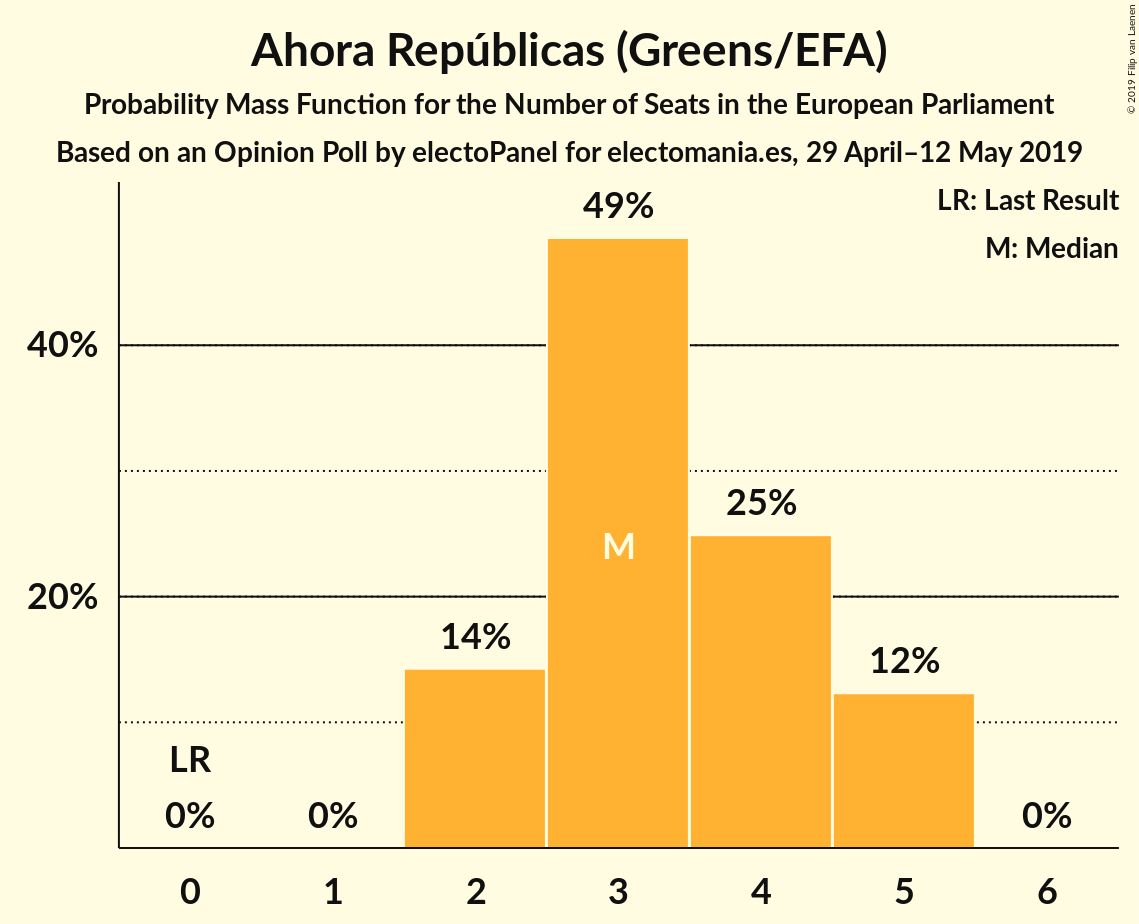 Ahora Repúblicas (Greens/EFA)
Probability Mass Function for the Number of Seats in the European Parliament
Based on an Opinion Poll by electoPanel for electomania.es, 29 April–12 May 2019
© 2019 Filip van Laenen
LR: Last Result
M: Median
49%
40%
25%
M
20%
14%
12%
LR
0% 0% 0%
0 1 2 3 4 5 6